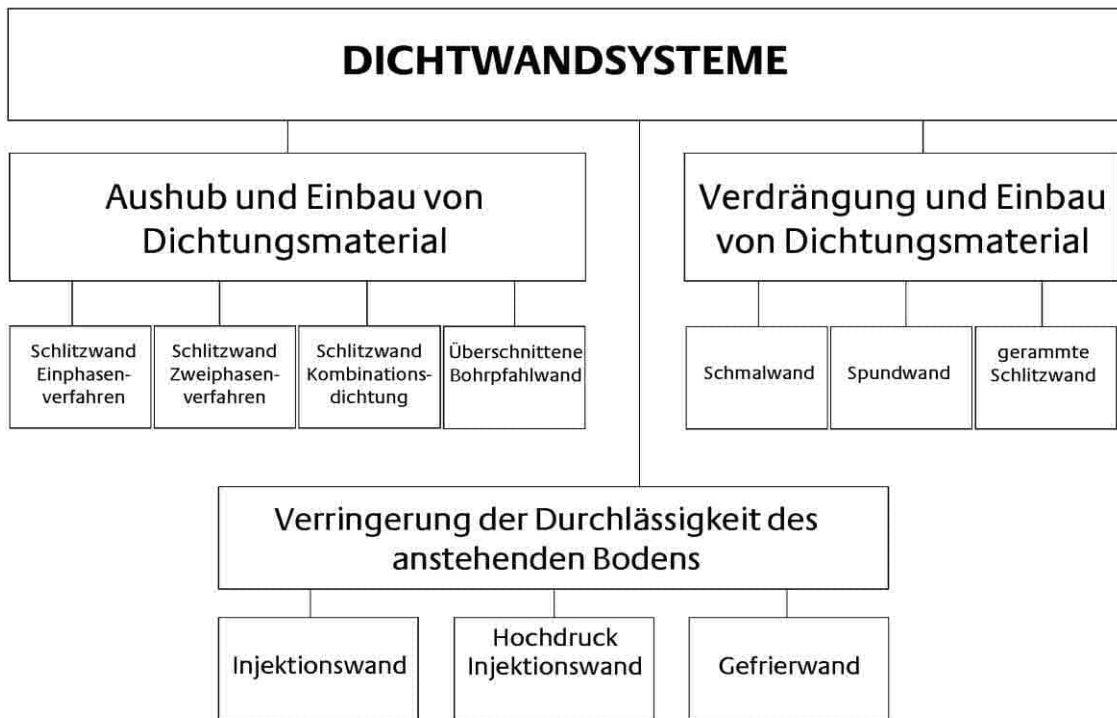 DICHTWANDSYSTEME
Aushub und Einbau von
Dichtungsmaterial
Verdrängung und Einbau
von Dichtungsmaterial
Schlitzwand
Einphasen-
verfahren
Schlitzwand
Zweiphasen-
verfahren
Schlitzwand
Kombinations-
dichtung
Überschnittene
Bohrpfahlwand
Schmalwand
Spundwand
gerammte
Schlitzwand
Verringerung der Durchlässigkeit des
anstehenden Bodens
Injektionswand
Hochdruck
Injektionswand
Gefrierwand